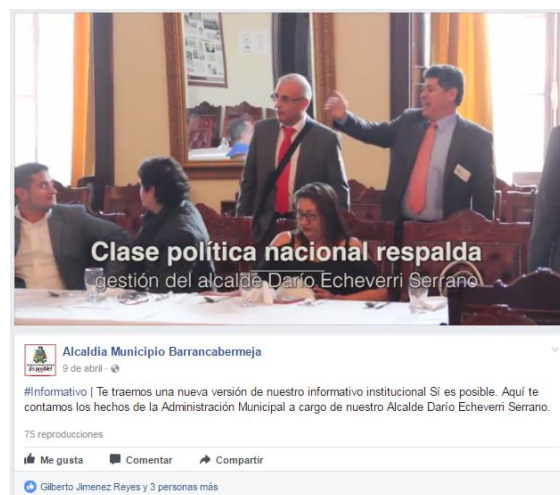 Clase política nacional respalda
gestión del alcalde Darío Echeverri Serrano
Alcaldia Municipio Barrancabermeja
9 de abril ·
#Informativo | Te traemos una nueva versión de nuestro informativo institucional Sí es posible. Aquí te
contamos los hechos de la Administración Municipal a cargo de nuestro Alcalde Darío Echeverri Serrano.
75 reproducciones
Me gusta Comentar Compartir
Gilberto Jimenez Reyes y 3 personas más